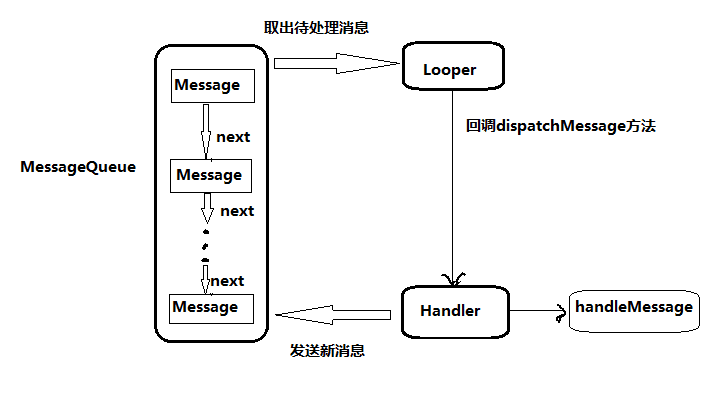 取出待处理消息
Looper
Message
next
回调dispatchMessage方法
MessageQueue
Message
next
next
Message
Handler
handleMessage
发送新消息